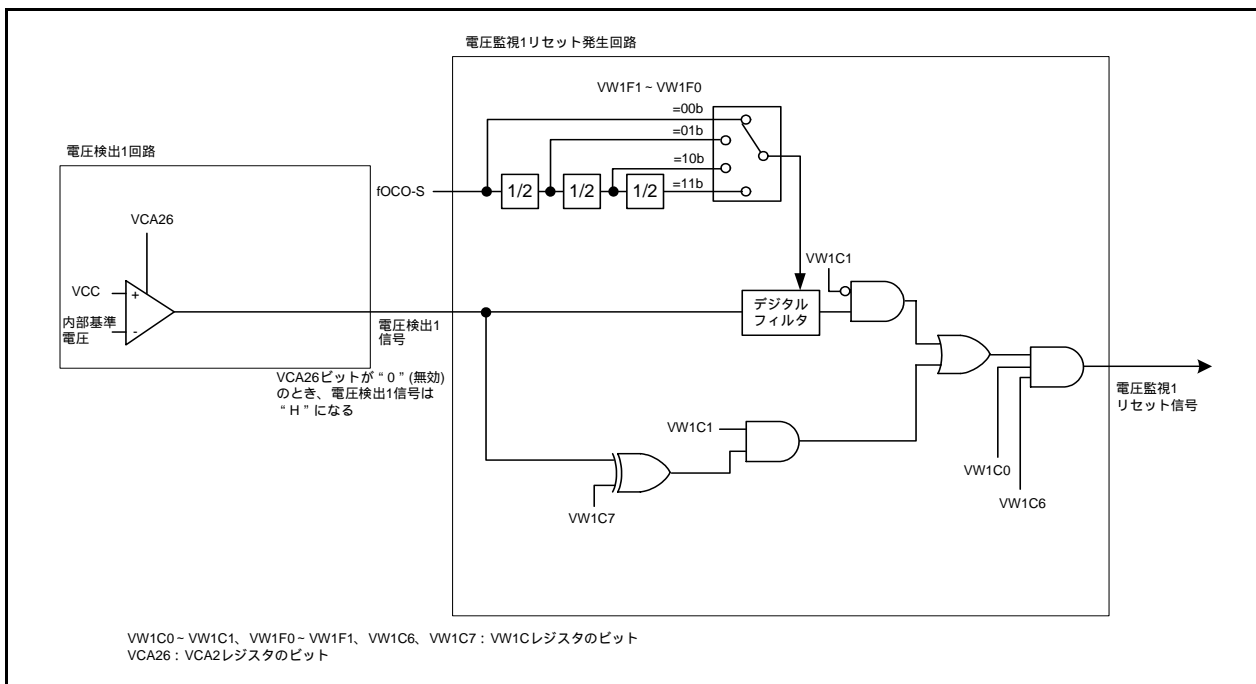 電圧監視1リセット発生回路
VW1F1~VW1F0
=00b
=01b
=10b
=11b
電圧検出1回路
fOCO-S
1/2
1/2
1/2
VCA26
VCC
+
内部基準
電圧
-
電圧検出1
信号
VCA26ビットが“0”(無効)
のとき、電圧検出1信号は
“H”になる
デジタル
フィルタ
VW1C1
VW1C1
VW1C7
VW1C0
VW1C6
電圧監視1
リセット信号
VW1C0~VW1C1、VW1F0~VW1F1、VW1C6、VW1C7:VW1Cレジスタのビット
VCA26:VCA2レジスタのビット